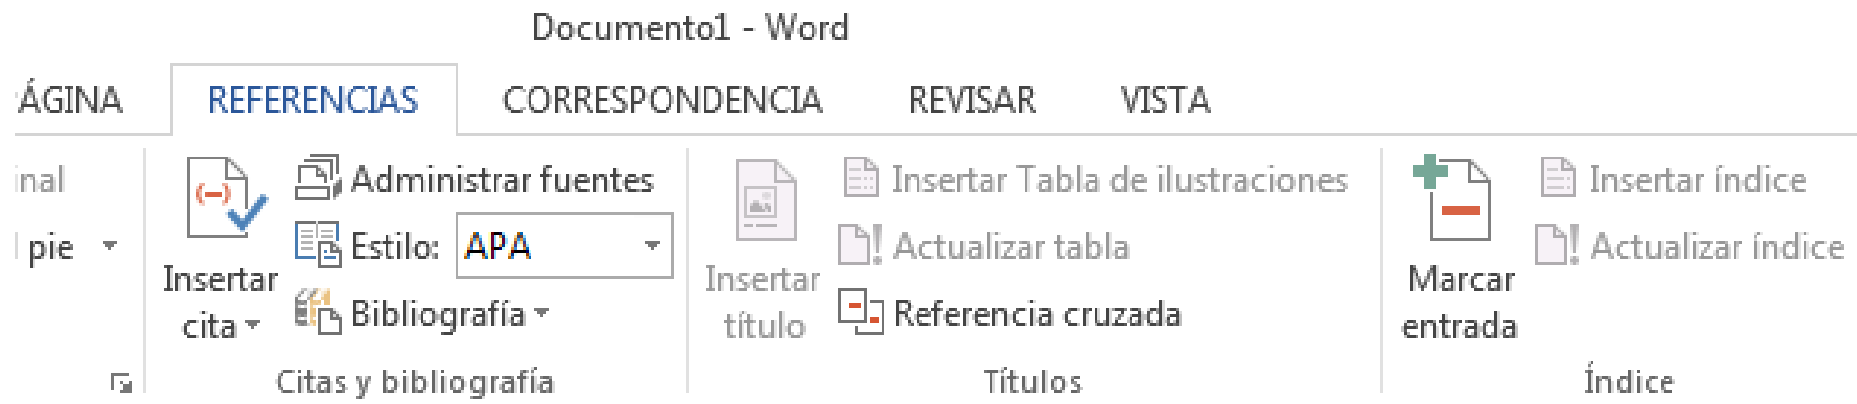 Documento1 - Word
ÁGINA REFERENCIAS CORRESPONDENCIA REVISAR VISTA
inal
pie
Insertar cita
Administrar fuentes
Estilo: APA
Bibliografía
Citas y bibliografía
Insertar título
Insertar Tabla de ilustraciones
Actualizar tabla
Referencia cruzada
Títulos
Marcar entrada
Insertar índice
Actualizar índice
Índice